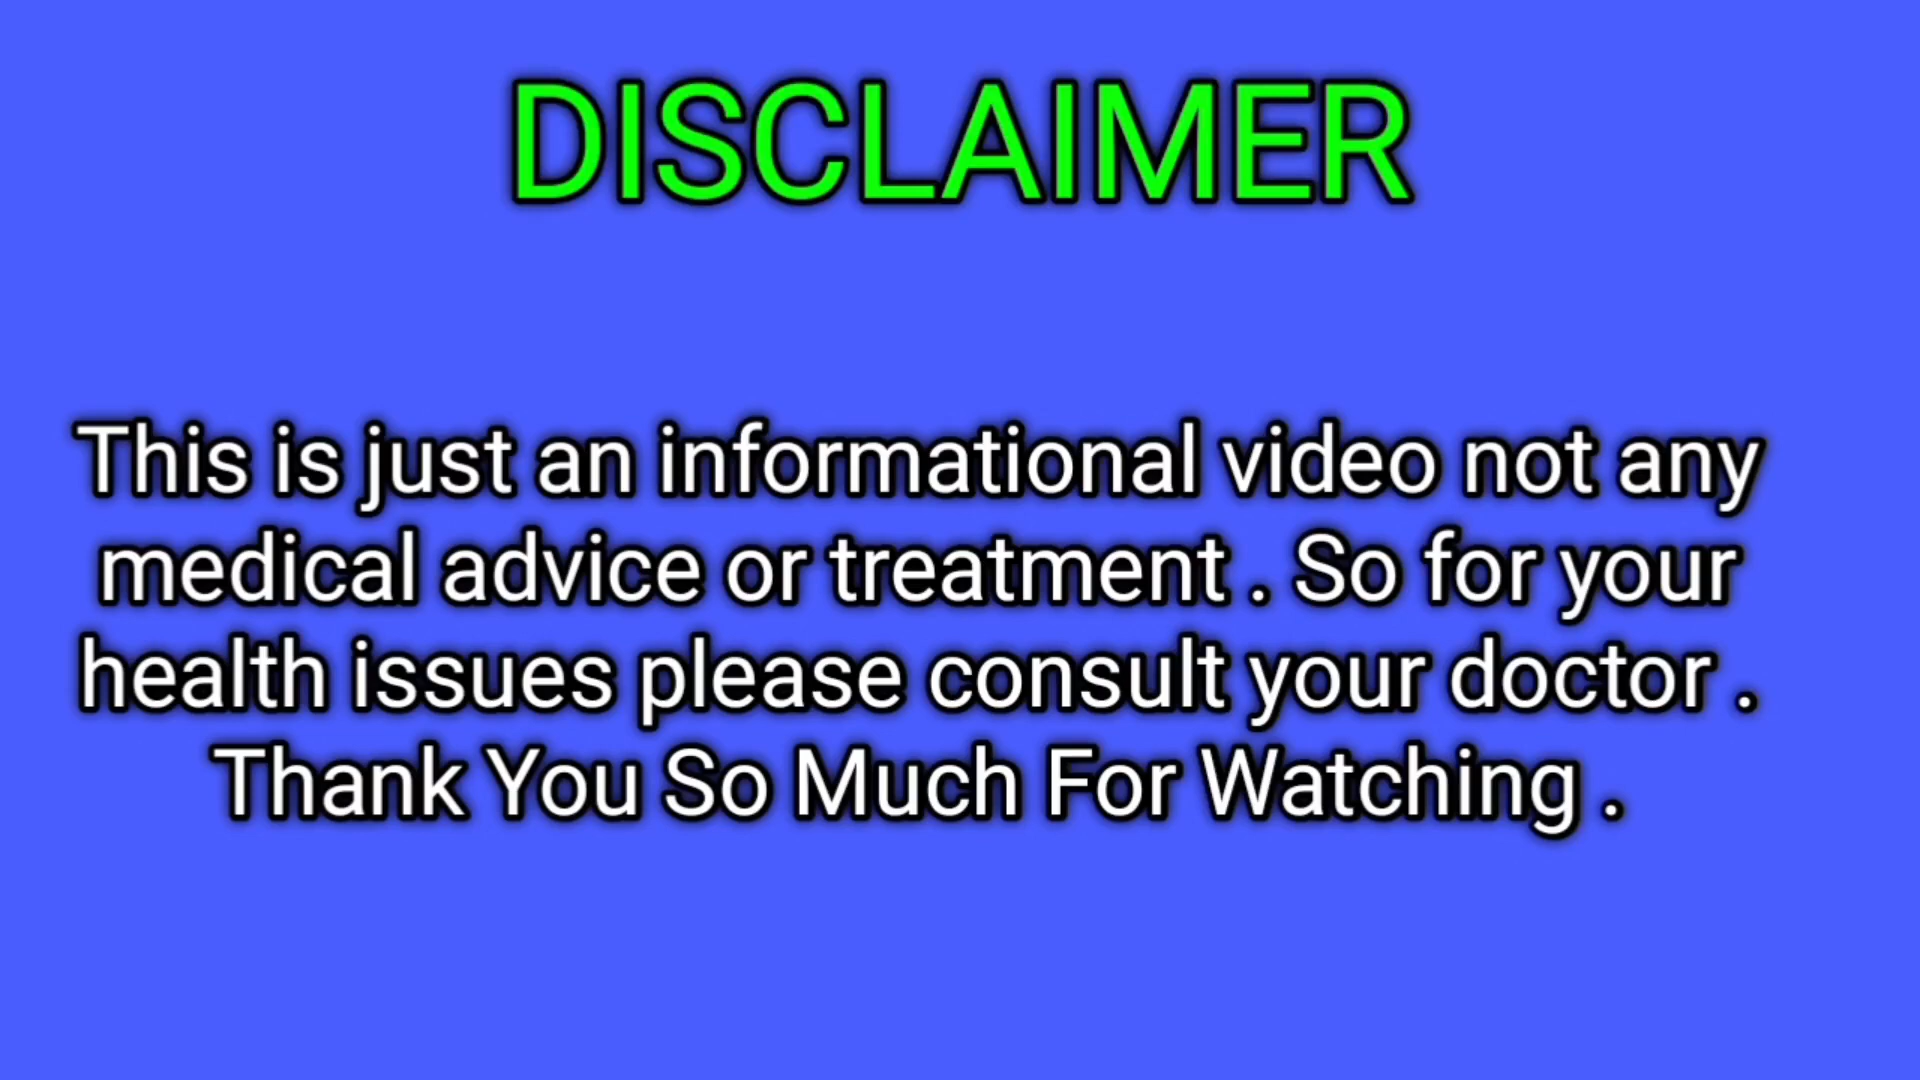 DISCLAIMER
This is just an informational video not any
medical advice or treatment . So for your
health issues please consult your doctor .
Thank You So Much For Watching .